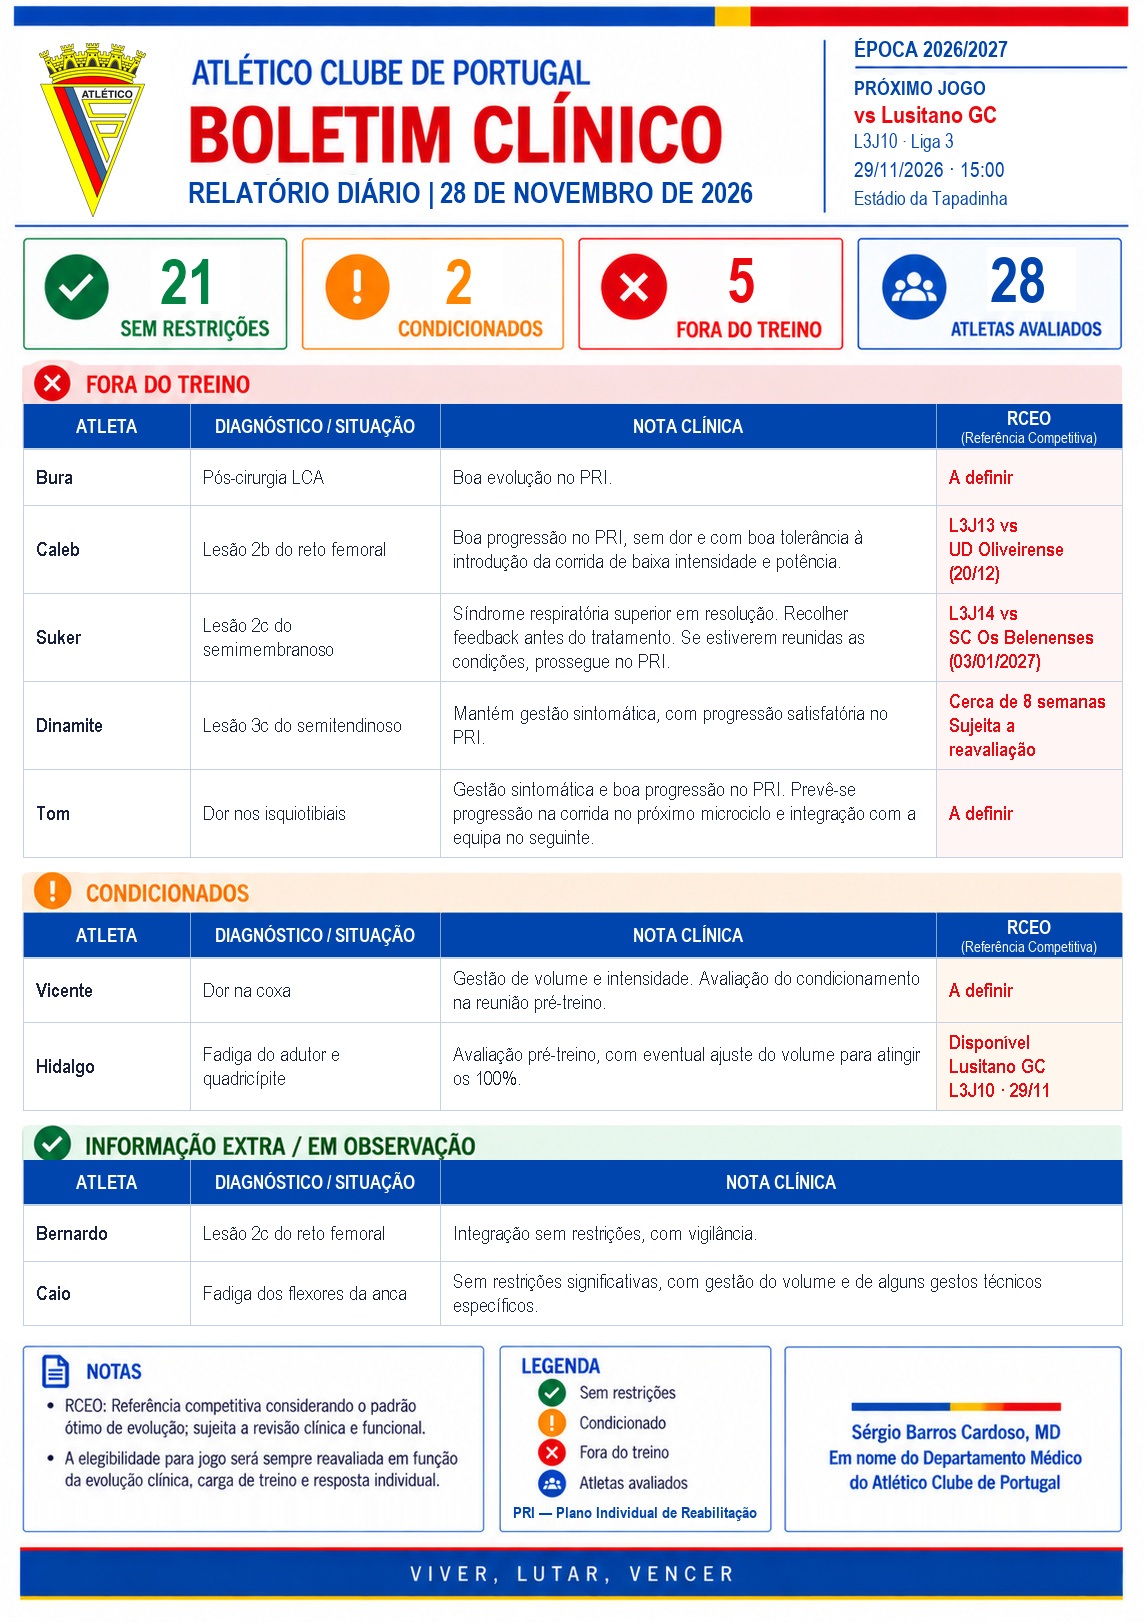 ATLÉTICO
ATLÉTICO CLUBE DE PORTUGAL
BOLETIM CLÍNICO
RELATÓRIO DIÁRIO | 28 DE NOVEMBRO DE 2026
ÉPOCA 2026/2027
PRÓXIMO JOGO
vs Lusitano GC
L3J10 · Liga 3
29/11/2026 · 15:00
Estádio da Tapadinha
21
SEM RESTRIÇÕES
2
CONDICIONADOS
5
FORA DO TREINO
28
ATLETAS AVALIADOS
FORA DO TREINO
ATLETA
DIAGNÓSTICO / SITUAÇÃO
NOTA CLÍNICA
RCEO
(Referência Competitiva)
Bura
Pós-cirurgia LCA
Boa evolução no PRI.
A definir
Caleb
Lesão 2b do reto femoral
Boa progressão no PRI, sem dor e com boa tolerância à
introdução da corrida de baixa intensidade e potência.
L3J13 vs
UD Oliveirense
(20/12)
Suker
Lesão 2c do
semimembranoso
Síndrome respiratória superior em resolução. Recolher
feedback antes do tratamento. Se estiverem reunidas as
condições, prossegue no PRI.
L3J14 vs
SC Os Belenenses
(03/01/2027)
Dinamite
Lesão 3c do semitendinoso
Mantém gestão sintomática, com progressão satisfatória no
PRI.
Cerca de 8 semanas
Sujeita a
reavaliação
Tom
Dor nos isquiotibiais
Gestão sintomática e boa progressão no PRI. Prevê-se
progressão na corrida no próximo microciclo e integração com a
equipa no seguinte.
A definir
CONDICIONADOS
ATLETA
DIAGNÓSTICO / SITUAÇÃO
NOTA CLÍNICA
RCEO
(Referência Competitiva)
Vicente
Dor na coxa
Gestão de volume e intensidade. Avaliação do condicionamento
na reunião pré-treino.
A definir
Hidalgo
Fadiga do adutor e
quadricípite
Avaliação pré-treino, com eventual ajuste do volume para atingir
os 100%.
Disponível
Lusitano GC
L3J10 · 29/11
INFORMAÇÃO EXTRA / EM OBSERVAÇÃO
ATLETA
DIAGNÓSTICO / SITUAÇÃO
NOTA CLÍNICA
Bernardo
Lesão 2c do reto femoral
Integração sem restrições, com vigilância.
Caio
Fadiga dos flexores da anca
Sem restrições significativas, com gestão do volume e de alguns gestos técnicos
específicos.
NOTAS
• RCEO: Referência competitiva considerando o padrão
ótimo de evolução; sujeita a revisão clínica e funcional.
• A elegibilidade para jogo será sempre reavaliada em função
da evolução clínica, carga de treino e resposta individual.
LEGENDA
Sem restrições
Condicionado
Fora do treino
Atletas avaliados
PRI — Plano Individual de Reabilitação
Sérgio Barros Cardoso, MD
Em nome do Departamento Médico
do Atlético Clube de Portugal
VIVER, LUTAR, VENCER